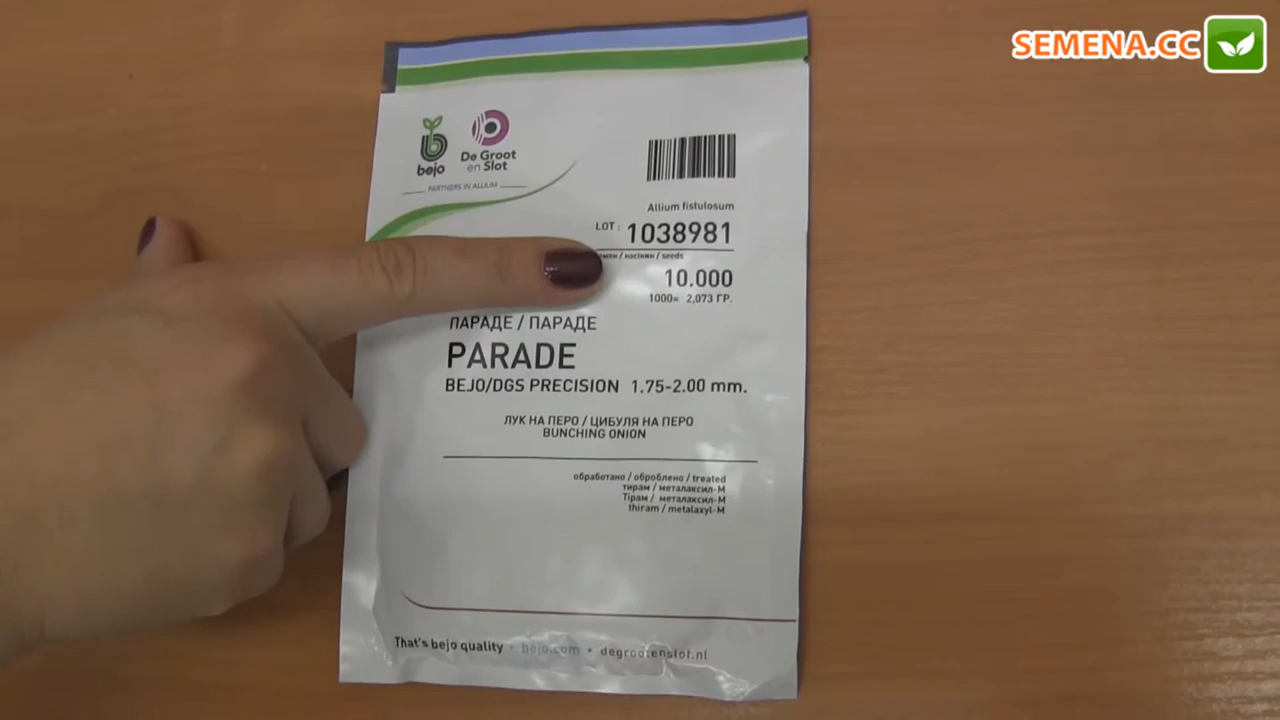 SEMENA.CC
bejo
De Groot
en Slot
PARTNERS IN ALLIUM
Allium fistulosum
LOT: 1038981
/ насінин / seeds
10.000
1000= 2,073 ГР.
ПАРАДЕ / ПАРАДЕ
PARADE
BEJO/DGS PRECISION 1.75-2.00 mm.
ЛУК НА ПЕРО / ЦИБУЛЯ НА ПЕРО
BUNCHING ONION
обработано / оброблено / treated
тирам / металаксил-М
Тірам / металаксил-М
thiram / metalaxyl-M
That's bejo quality • bejo.com • degrootenslot.nl